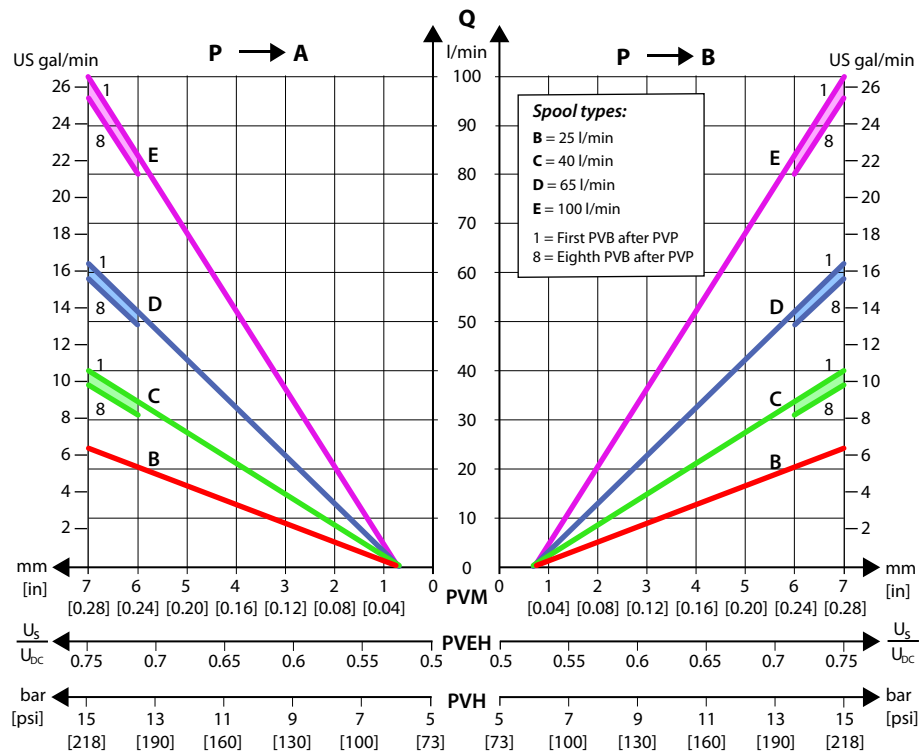 Q
P A
P B
US gal/min
l/min
US gal/min
26
24
22
20
18
16
14
12
10
8
6
4
2
100
90
80
70
60
50
40
30
20
10
0
26
24
22
20
18
16
14
12
10
8
6
4
2
1
8
E
1
8
D
1
8
C
B
Spool types:
B = 25 l/min
C = 40 l/min
D = 65 l/min
E = 100 l/min
1 = First PVB after PVP
8 = Eighth PVB after PVP
1
8
E
1
8
D
1
8
C
B
mm 7 6 5 4 3 2 1 0 0 1 2 3 4 5 6 7 mm
[in] [0.28] [0.24] [0.20] [0.16] [0.12] [0.08] [0.04] PVM [0.04] [0.08] [0.12] [0.16] [0.20] [0.24] [0.28] [in]
US PVEH US
UDC 0.75 0.7 0.65 0.6 0.55 0.5 0.5 0.55 0.6 0.65 0.7 0.75 UDC
bar PVH bar
[psi] 15 13 11 9 7 5 5 7 9 11 13 15 [psi]
[218] [190] [160] [130] [100] [73] [73] [100] [130] [160] [190] [218]